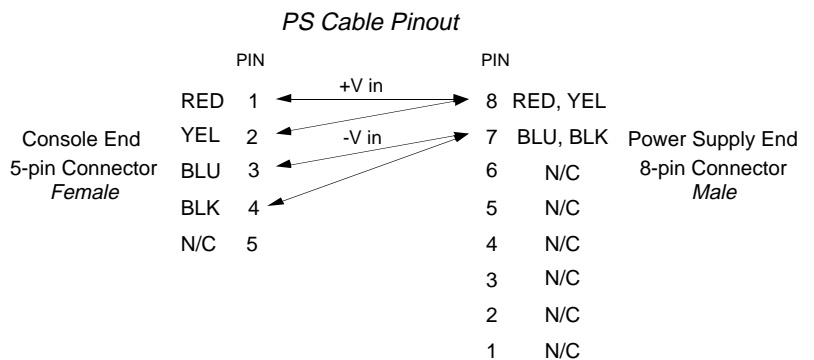 PS Cable Pinout
PIN PIN
+V in
RED 1 8 RED, YEL
Console End YEL 2 -V in 7 BLU, BLK Power Supply End
5-pin Connector BLU 3 6 N/C 8-pin Connector
Female Male
BLK 4 5 N/C
N/C 5 4 N/C
3 N/C
2 N/C
1 N/C